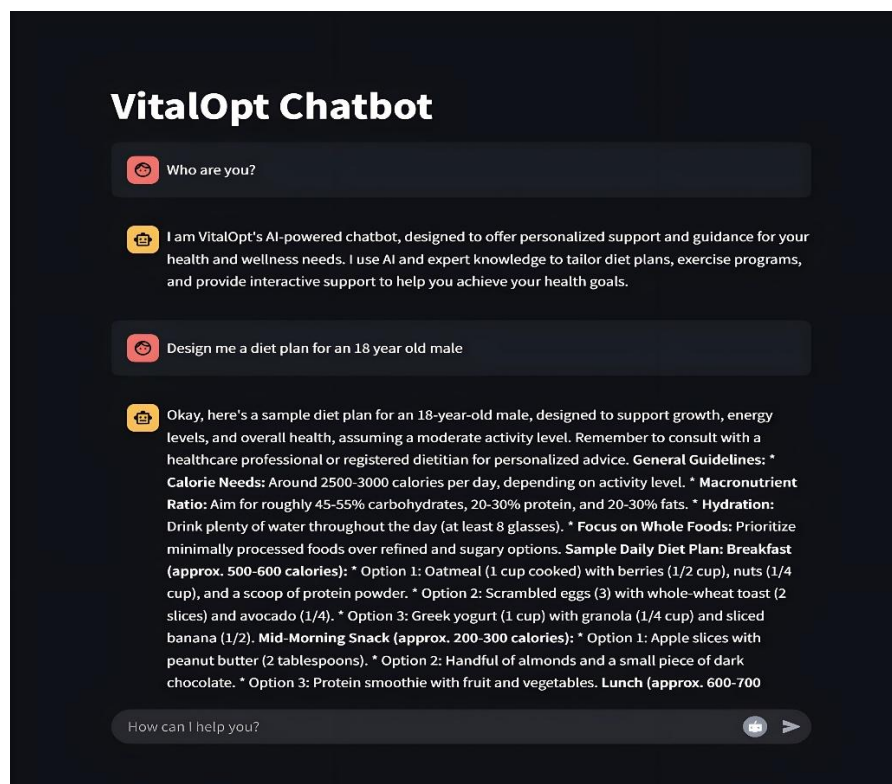 VitalOpt Chatbot
Who are you?
I am VitalOpt's AI-powered chatbot, designed to offer personalized support and guidance for your
health and wellness needs. I use AI and expert knowledge to tailor diet plans, exercise programs,
and provide interactive support to help you achieve your health goals.
Design me a diet plan for an 18 year old male
Okay, here's a sample diet plan for an 18-year-old male, designed to support growth, energy
levels, and overall health, assuming a moderate activity level. Remember to consult with a
healthcare professional or registered dietitian for personalized advice. General Guidelines: *
Calorie Needs: Around 2500-3000 calories per day, depending on activity level. * Macronutrient
Ratio: Aim for roughly 45-55% carbohydrates, 20-30% protein, and 20-30% fats. * Hydration:
Drink plenty of water throughout the day (at least 8 glasses). * Focus on Whole Foods: Prioritize
minimally processed foods over refined and sugary options. Sample Daily Diet Plan: Breakfast
(approx. 500-600 calories): * Option 1: Oatmeal (1 cup cooked) with berries (1/2 cup), nuts (1/4
cup), and a scoop of protein powder. * Option 2: Scrambled eggs (3) with whole-wheat toast (2
slices) and avocado (1/4). * Option 3: Greek yogurt (1 cup) with granola (1/4 cup) and sliced
banana (1/2). Mid-Morning Snack (approx. 200-300 calories): * Option 1: Apple slices with
peanut butter (2 tablespoons). * Option 2: Handful of almonds and a small piece of dark
chocolate. * Option 3: Protein smoothie with fruit and vegetables. Lunch (approx. 600-700
How can I help you?